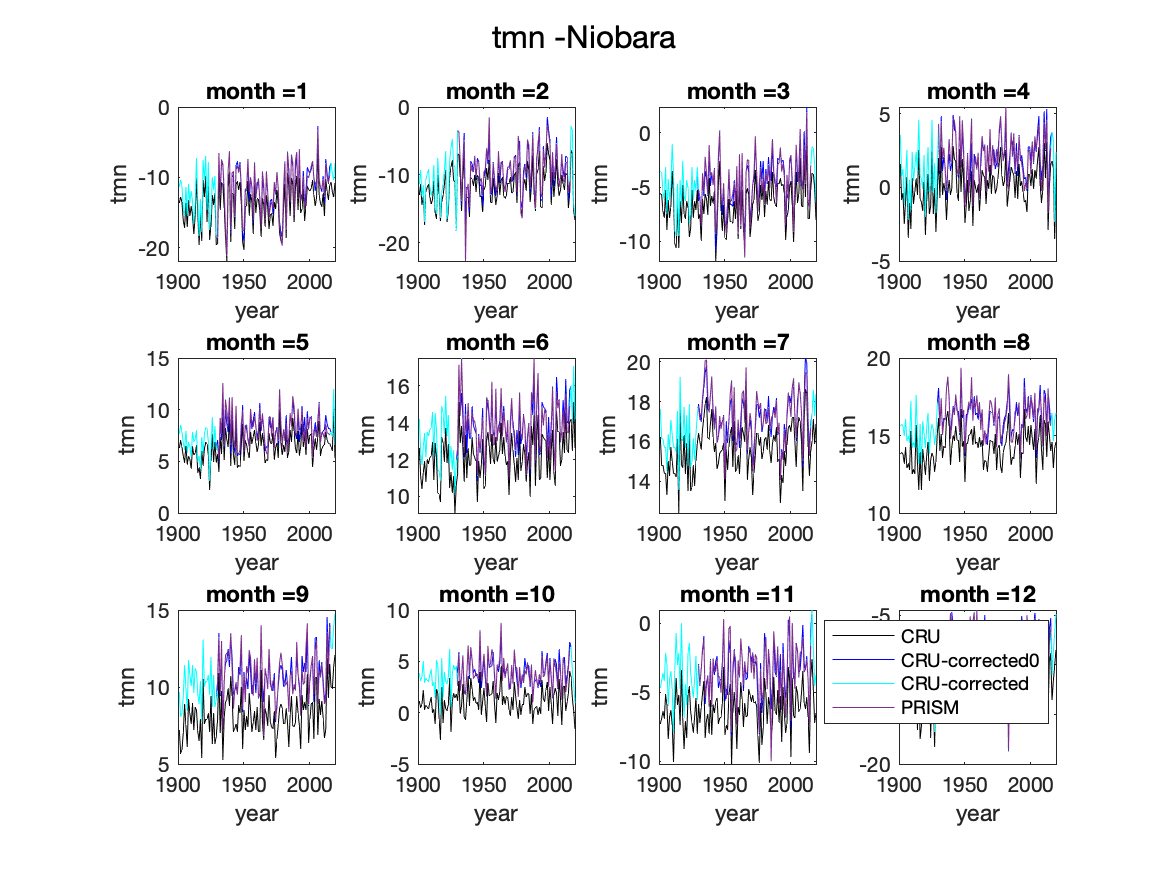 tmn -Niobara
month =1
0
-10
-20
tmn
1900 1950 2000
year
month =2
0
-10
-20
tmn
1900 1950 2000
year
month =3
0
-5
-10
tmn
1900 1950 2000
year
month =4
5
0
-5
tmn
1900 1950 2000
year
month =5
15
10
5
0
tmn
1900 1950 2000
year
month =6
16
14
12
10
tmn
1900 1950 2000
year
month =7
20
18
16
14
tmn
1900 1950 2000
year
month =8
20
15
10
tmn
1900 1950 2000
year
month =9
15
10
5
tmn
1900 1950 2000
year
month =10
10
5
0
-5
tmn
1900 1950 2000
year
month =11
0
-5
-10
tmn
1900 1950 2000
year
month =12
-5
-20
1900 1950 2000
year
CRU
CRU-corrected0
CRU-corrected
PRISM